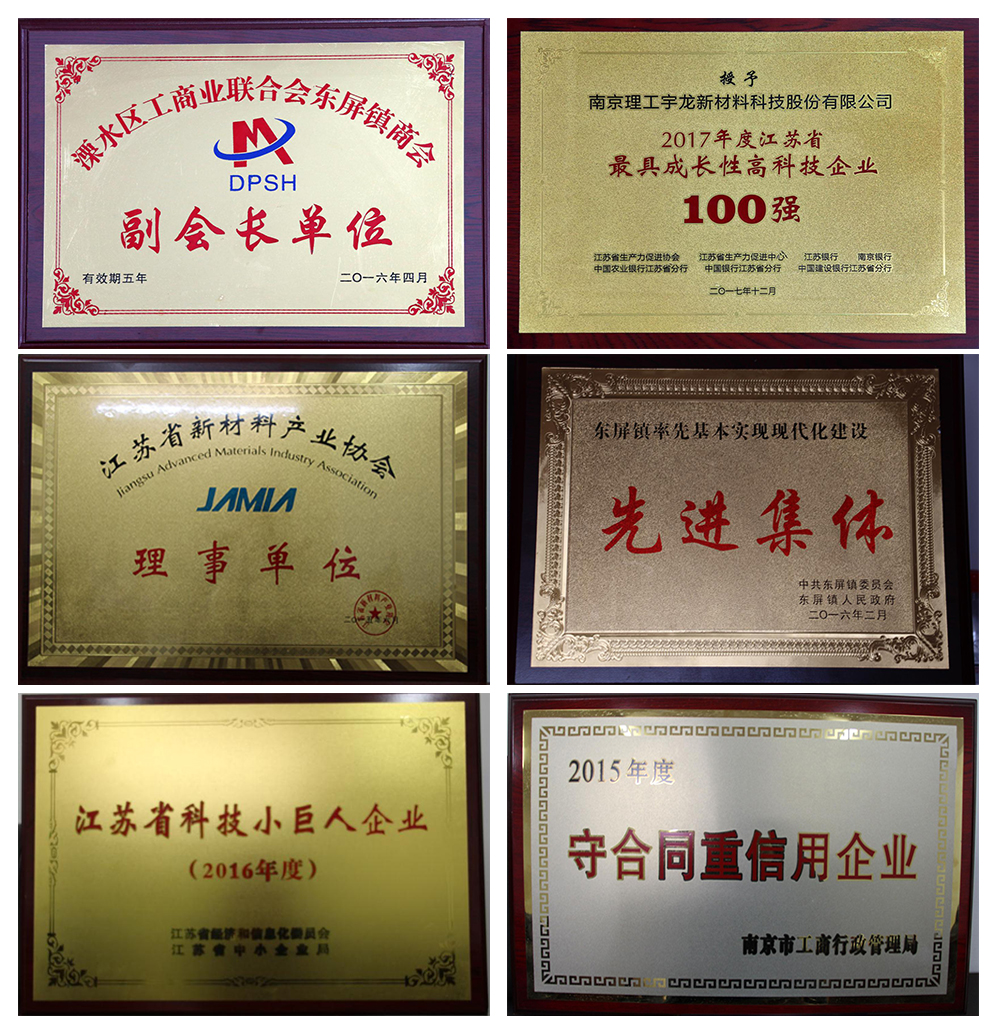 溧水区工商业联合会东屏镇商会
DPSH
副会长单位
有效期五年
二〇一六年四月
授予
南京理工宇龙新材料科技股份有限公司
2017年度江苏省
最具成长性高科技企业
100强
江苏省生产力促进协会 江苏省生产力促进中心 江苏银行 南京银行
中国农业银行江苏省分行 中国银行江苏省分行 中国建设银行江苏省分行
二〇一七年十二月
江苏省新材料产业协会
Jiangsu Advanced Materials Industry Association
JAMIA
理事单位
东屏镇率先基本实现现代化建设
先进集体
中共东屏镇委员会
东屏镇人民政府
二〇一六年二月
江苏省科技小巨人企业
(2016年度)
江苏省经济和信息化委员会
江苏省中小企业局
2015年度
守合同重信用企业
南京市工商行政管理局